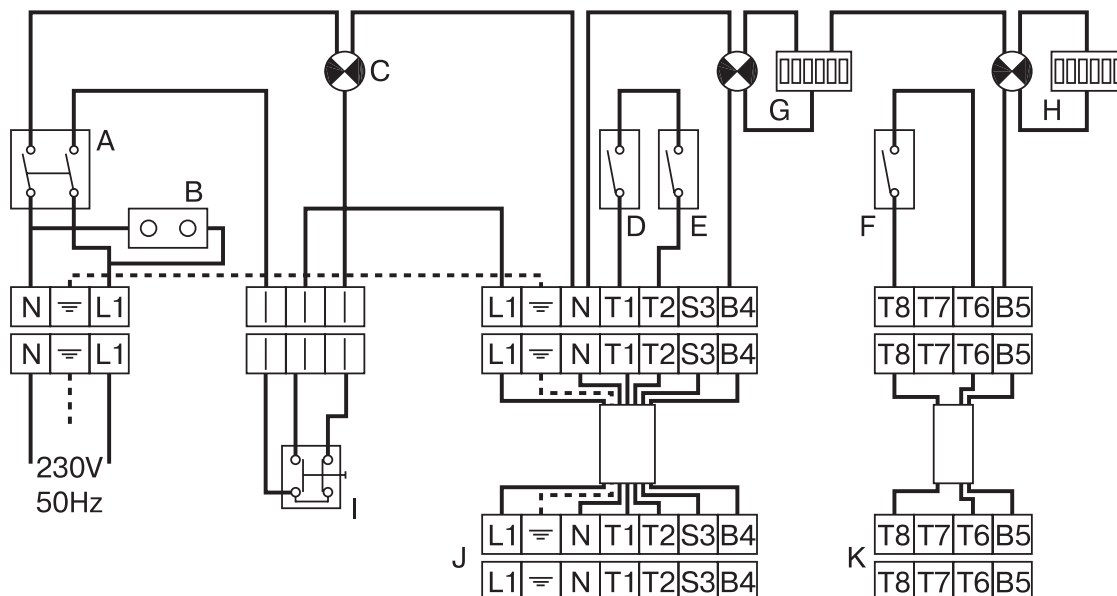 C
A
B
G
H
D
E
F
N L1
L1 N T1 T2 S3 B4
T8 T7 T6 B5
N L1
L1 N T1 T2 S3 B4
T8 T7 T6 B5
230V
50Hz
I
J
L1 N T1 T2 S3 B4
K
T8 T7 T6 B5
L1 N T1 T2 S3 B4
T8 T7 T6 B5